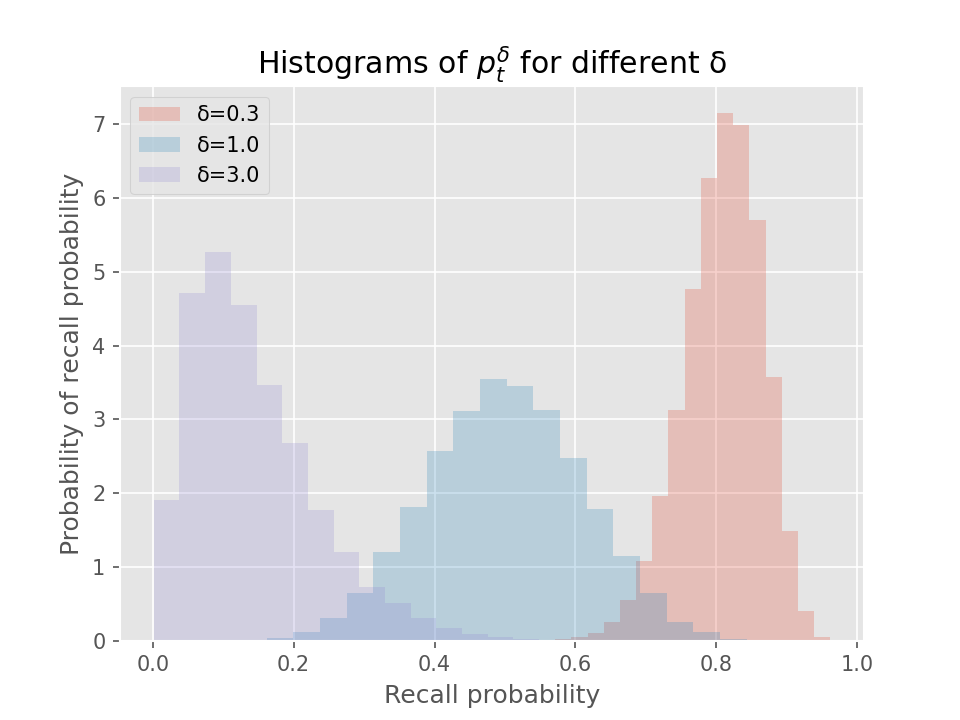 Histograms of $p_t^δ$ for different δ
δ=0.3
δ=1.0
δ=3.0
Probability of recall probability
7
6
5
4
3
2
1
0
0.0 0.2 0.4 0.6 0.8 1.0
Recall probability